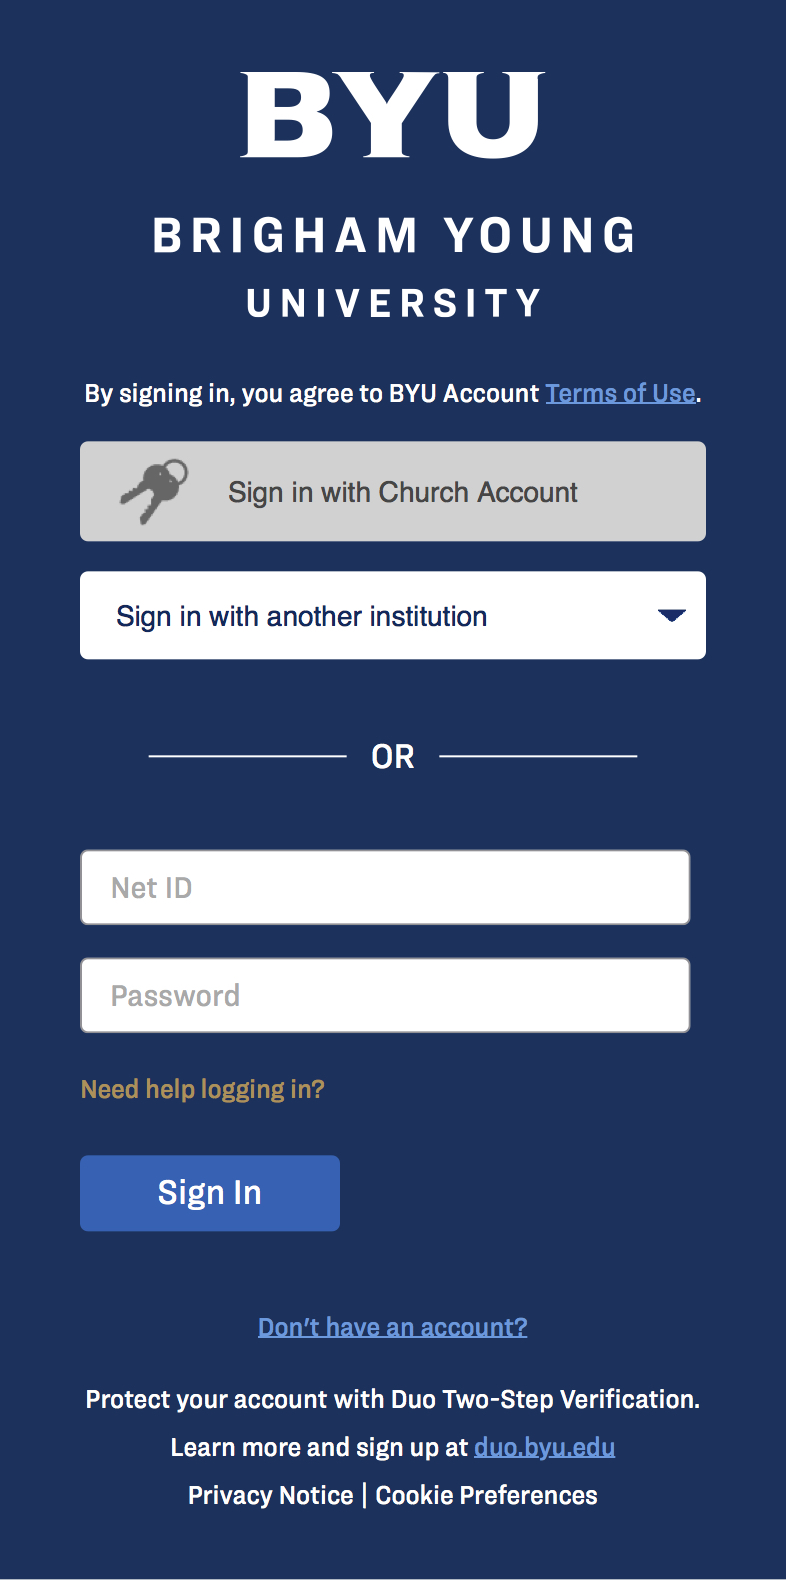 BYU
BRIGHAM YOUNG
UNIVERSITY
By signing in, you agree to BYU Account Terms of Use.
Sign in with Church Account
Sign in with another institution
OR
Net ID
Password
Need help logging in?
Sign In
Don't have an account?
Protect your account with Duo Two-Step Verification.
Learn more and sign up at duo.byu.edu
Privacy Notice | Cookie Preferences